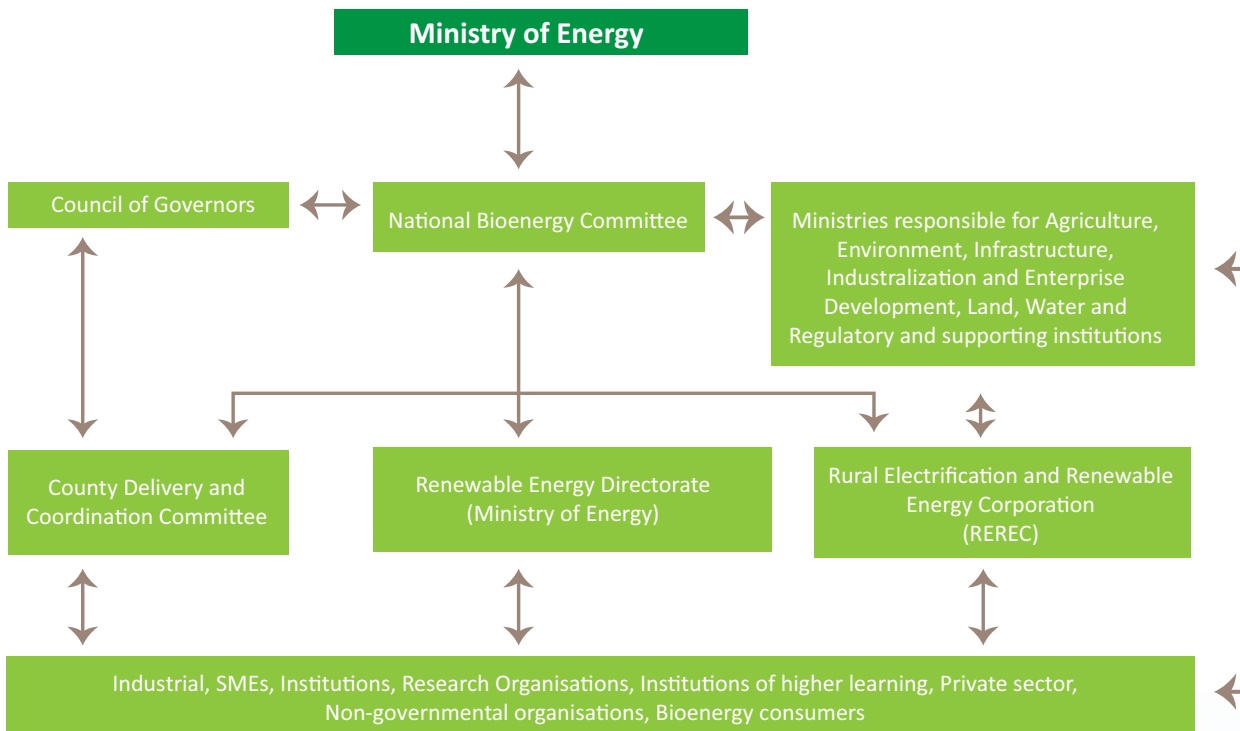 Ministry of Energy
Council of Governors
National Bioenergy Committee
Ministries responsible for Agriculture,
Environment, Infrastructure,
Industralization and Enterprise
Development, Land, Water and
Regulatory and supporting institutions
County Delivery and
Coordination Committee
Renewable Energy Directorate
(Ministry of Energy)
Rural Electrification and Renewable
Energy Corporation
(REREC)
Industrial, SMEs, Institutions, Research Organisations, Institutions of higher learning, Private sector,
Non-governmental organisations, Bioenergy consumers